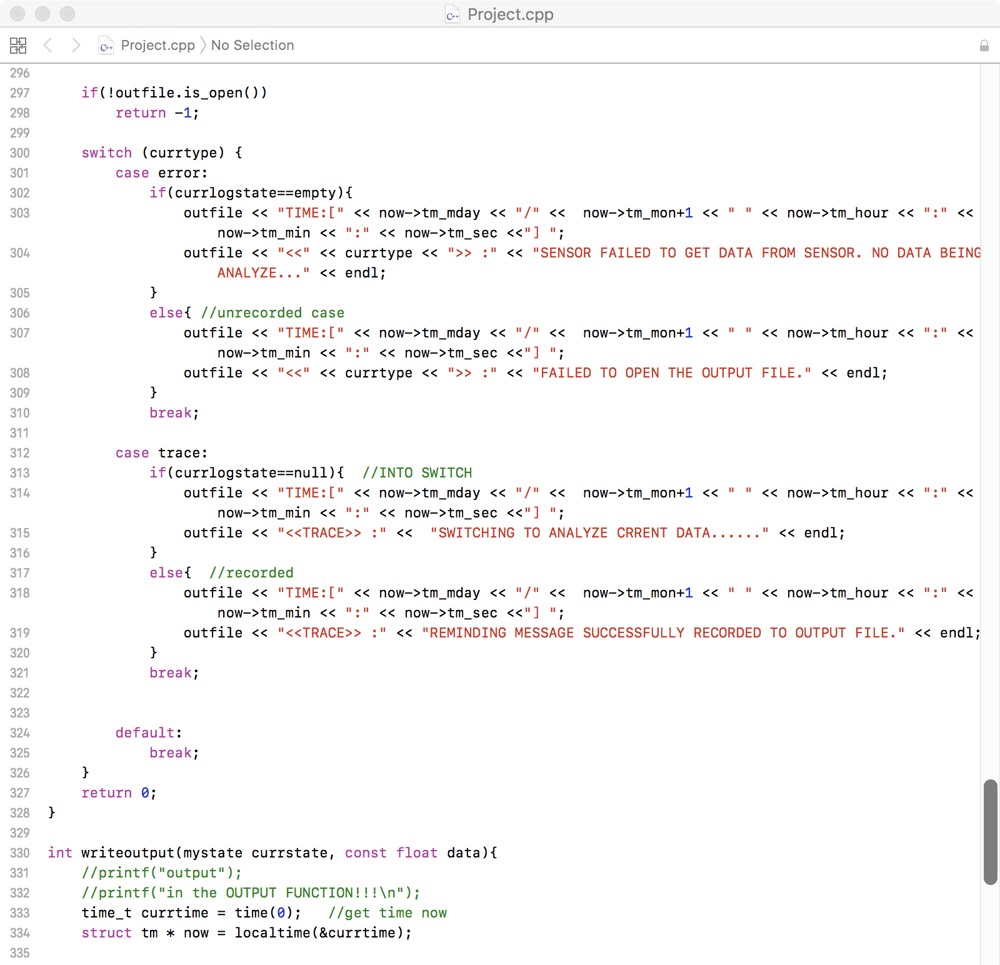 Project.cpp
Project.cpp No Selection
296
297 if(!outfile.is_open())
298 return -1;
299
300 switch (currtype) {
301 case error:
302 if(currlogstate==empty){
303 outfile << "TIME:[" << now->tm_mday << "/" <<  now->tm_mon+1 << " " << now->tm_hour << ":" <<
now->tm_min << ":" << now->tm_sec <<"] ";
304 outfile << "<<" << currtype << ">> :" << "SENSOR FAILED TO GET DATA FROM SENSOR. NO DATA BEING
ANALYZE..." << endl;
305 }
306 else{ //unrecorded case
307 outfile << "TIME:[" << now->tm_mday << "/" <<  now->tm_mon+1 << " " << now->tm_hour << ":" <<
now->tm_min << ":" << now->tm_sec <<"] ";
308 outfile << "<<" << currtype << ">> :" << "FAILED TO OPEN THE OUTPUT FILE." << endl;
309 }
310 break;
311
312 case trace:
313 if(currlogstate==null){  //INTO SWITCH
314 outfile << "TIME:[" << now->tm_mday << "/" <<  now->tm_mon+1 << " " << now->tm_hour << ":" <<
now->tm_min << ":" << now->tm_sec <<"] ";
315 outfile << "<<TRACE>> :" <<  "SWITCHING TO ANALYZE CRRENT DATA......" << endl;
316 }
317 else{  //recorded
318 outfile << "TIME:[" << now->tm_mday << "/" <<  now->tm_mon+1 << " " << now->tm_hour << ":" <<
now->tm_min << ":" << now->tm_sec <<"] ";
319 outfile << "<<TRACE>> :" << "REMINDING MESSAGE SUCCESSFULLY RECORDED TO OUTPUT FILE." << endl;
320 }
321 break;
322
323
324 default:
325 break;
326 }
327 return 0;
328 }
329
330 int writeoutput(mystate currstate, const float data){
331 //printf("output");
332 //printf("in the OUTPUT FUNCTION!!!\n");
333 time_t currtime = time(0);   //get time now
334 struct tm * now = localtime(&currtime);
335